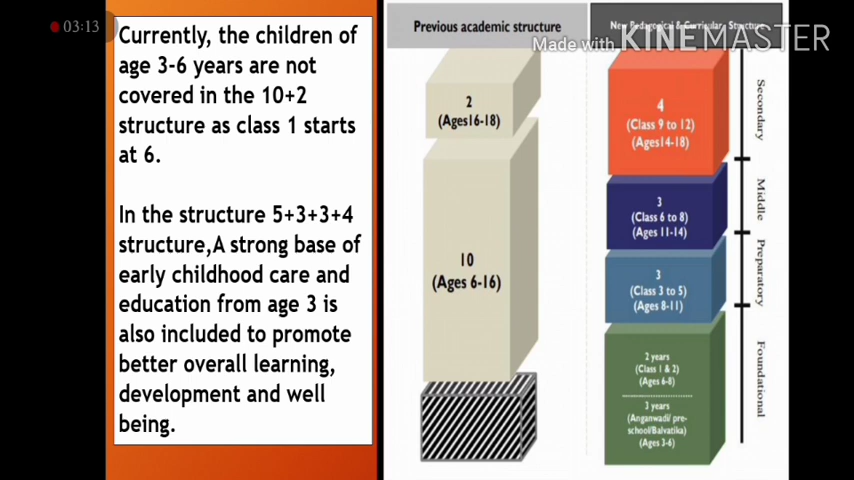 03:13
Currently, the children of
age 3-6 years are not
covered in the 10+2
structure as class 1 starts
at 6.
In the structure 5+3+3+4
structure,A strong base of
early childhood care and
education from age 3 is
also included to promote
better overall learning,
development and well
being.
Previous academic structure
2
(Ages16-18)
10
(Ages 6-16)
New Pedagogical & Curricular Structure
Made with KINEMASTER
4
(Class 9 to 12)
(Ages14-18)
3
(Class 6 to 8)
(Ages 11-14)
3
(Class 3 to 5)
(Ages 8-11)
2 years
(Class 1 & 2)
(Ages 6-8)
3 years
(Anganwadi/ pre-
school/Balvatika)
(Ages 3-6)
Secondary
Middle
Preparatory
Foundational